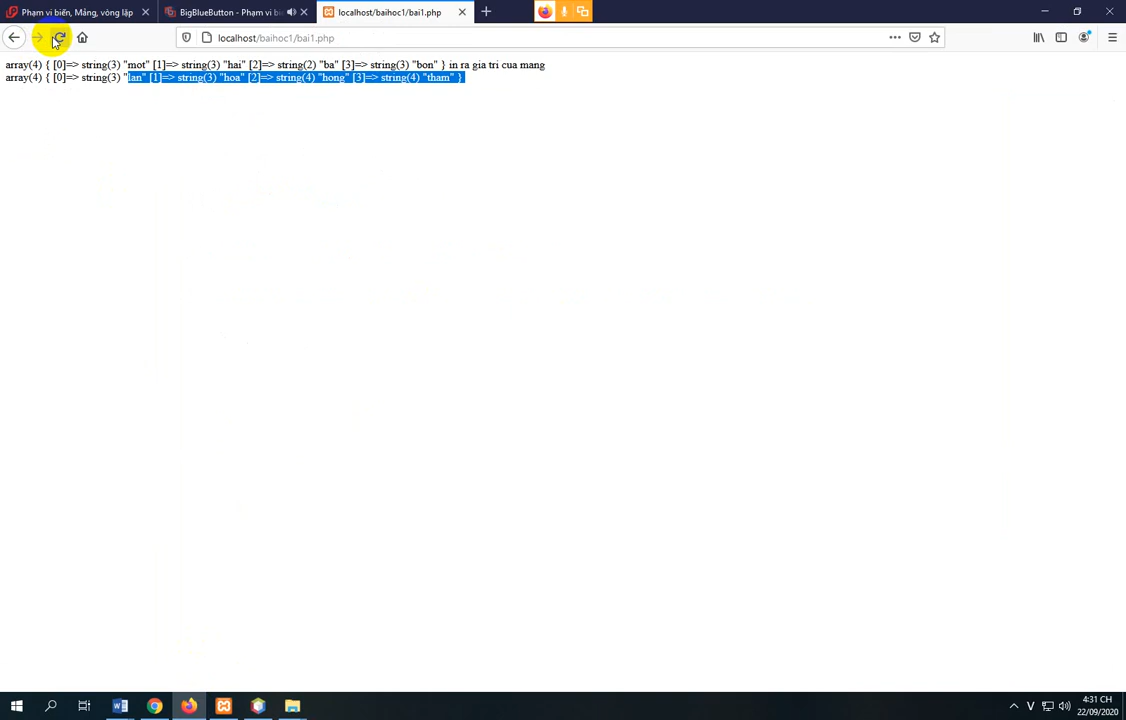 Phạm vi biến, Mảng, vòng lặp
BigBlueButton - Phạm vi bi
localhost/baihoc1/bai1.php
localhost/baihoc1/bai1.php
array(4) { [0]=> string(3) "mot" [1]=> string(3) "hai" [2]=> string(2) "ba" [3]=> string(3) "bon" } in ra gia tri cua mang
array(4) { [0]=> string(3) "lan" [1]=> string(3) "hoa" [2]=> string(4) "hong" [3]=> string(4) "tham" }
V
4:31 CH
22/09/2020